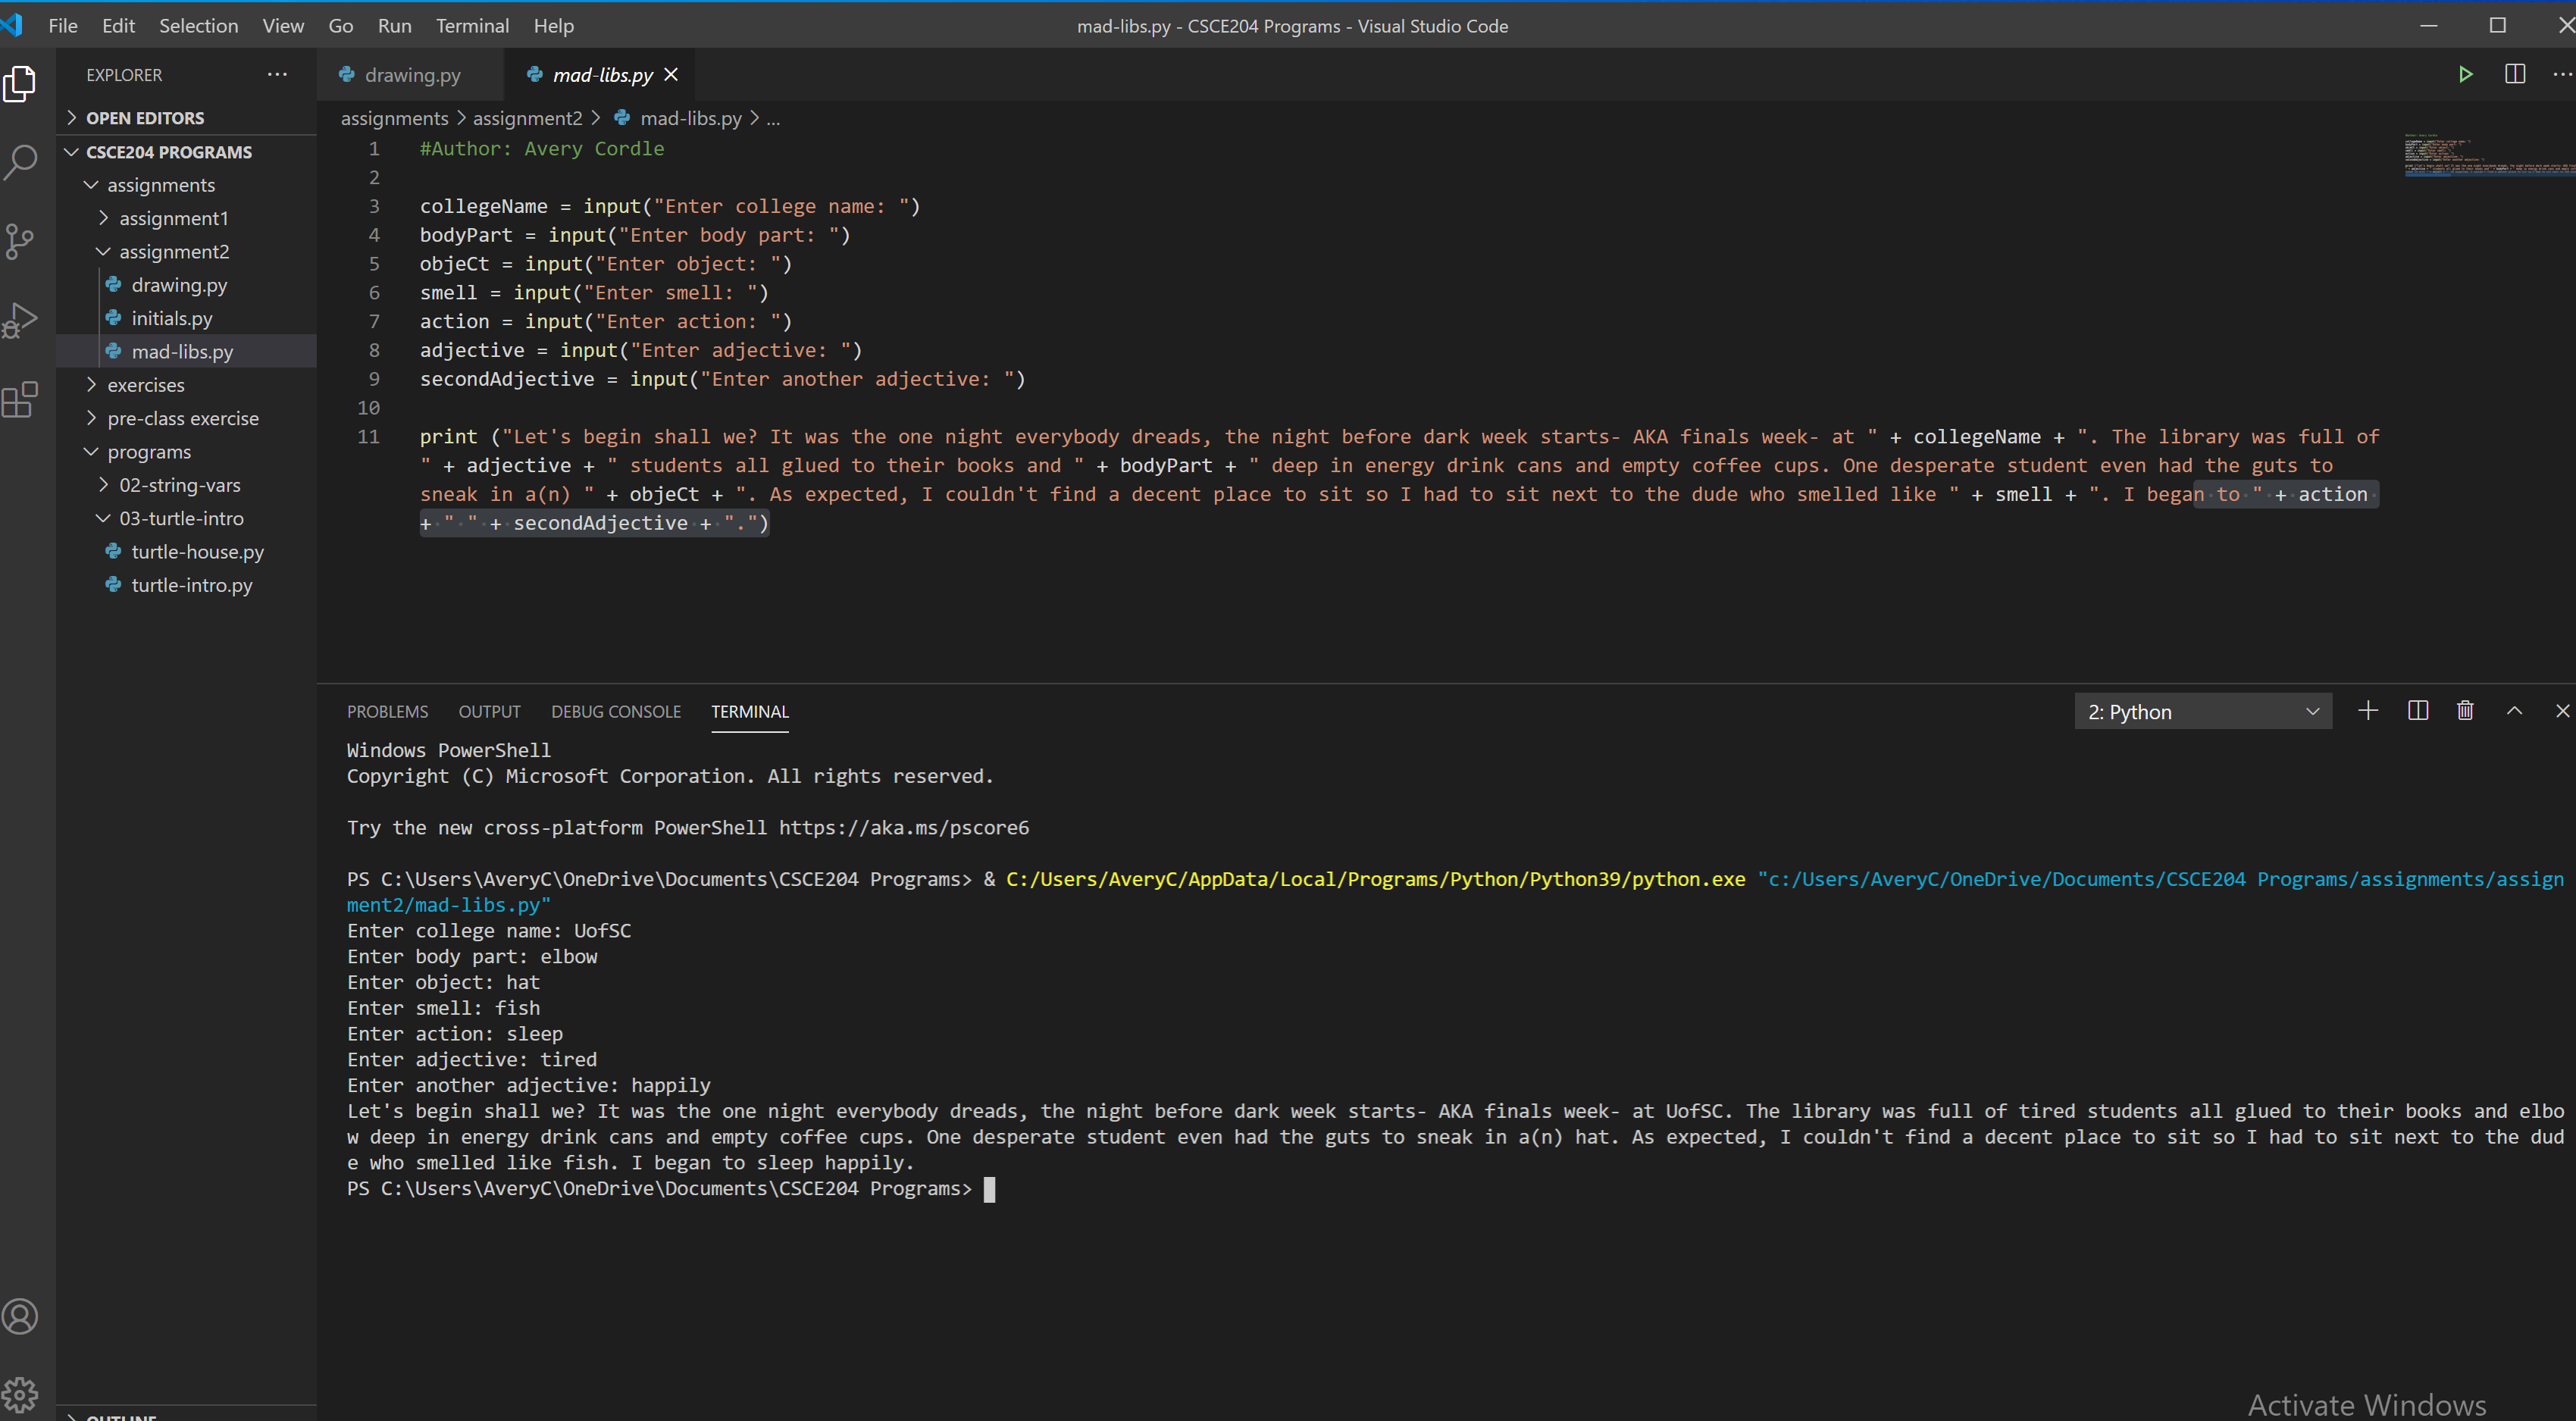 File Edit Selection View Go Run Terminal Help
mad-libs.py - CSCE204 Programs - Visual Studio Code
EXPLORER
OPEN EDITORS
CSCE204 PROGRAMS
assignments
assignment1
assignment2
drawing.py
initials.py
mad-libs.py
exercises
pre-class exercise
programs
02-string-vars
03-turtle-intro
turtle-house.py
turtle-intro.py
OUTLINE
drawing.py
mad-libs.py
assignments > assignment2 > mad-libs.py > ...
1 #Author: Avery Cordle
2
3 collegeName = input("Enter college name: ")
4 bodyPart = input("Enter body part: ")
5 objeCt = input("Enter object: ")
6 smell = input("Enter smell: ")
7 action = input("Enter action: ")
8 adjective = input("Enter adjective: ")
9 secondAdjective = input("Enter another adjective: ")
10
11 print ("Let's begin shall we? It was the one night everybody dreads, the night before dark week starts- AKA finals week- at " + collegeName + ". The library was full of
" + adjective + " students all glued to their books and " + bodyPart + " deep in energy drink cans and empty coffee cups. One desperate student even had the guts to
sneak in a(n) " + objeCt + ". As expected, I couldn't find a decent place to sit so I had to sit next to the dude who smelled like " + smell + ". I began to " + action
+ " " + secondAdjective + ".")
PROBLEMS OUTPUT DEBUG CONSOLE TERMINAL
2: Python
Windows PowerShell
Copyright (C) Microsoft Corporation. All rights reserved.
Try the new cross-platform PowerShell https://aka.ms/pscore6
PS C:\Users\AveryC\OneDrive\Documents\CSCE204 Programs> & C:/Users/AveryC/AppData/Local/Programs/Python/Python39/python.exe "c:/Users/AveryC/OneDrive/Documents/CSCE204 Programs/assignments/assign
ment2/mad-libs.py"
Enter college name: UofSC
Enter body part: elbow
Enter object: hat
Enter smell: fish
Enter action: sleep
Enter adjective: tired
Enter another adjective: happily
Let's begin shall we? It was the one night everybody dreads, the night before dark week starts- AKA finals week- at UofSC. The library was full of tired students all glued to their books and elbo
w deep in energy drink cans and empty coffee cups. One desperate student even had the guts to sneak in a(n) hat. As expected, I couldn't find a decent place to sit so I had to sit next to the dud
e who smelled like fish. I began to sleep happily.
PS C:\Users\AveryC\OneDrive\Documents\CSCE204 Programs>
Activate Windows